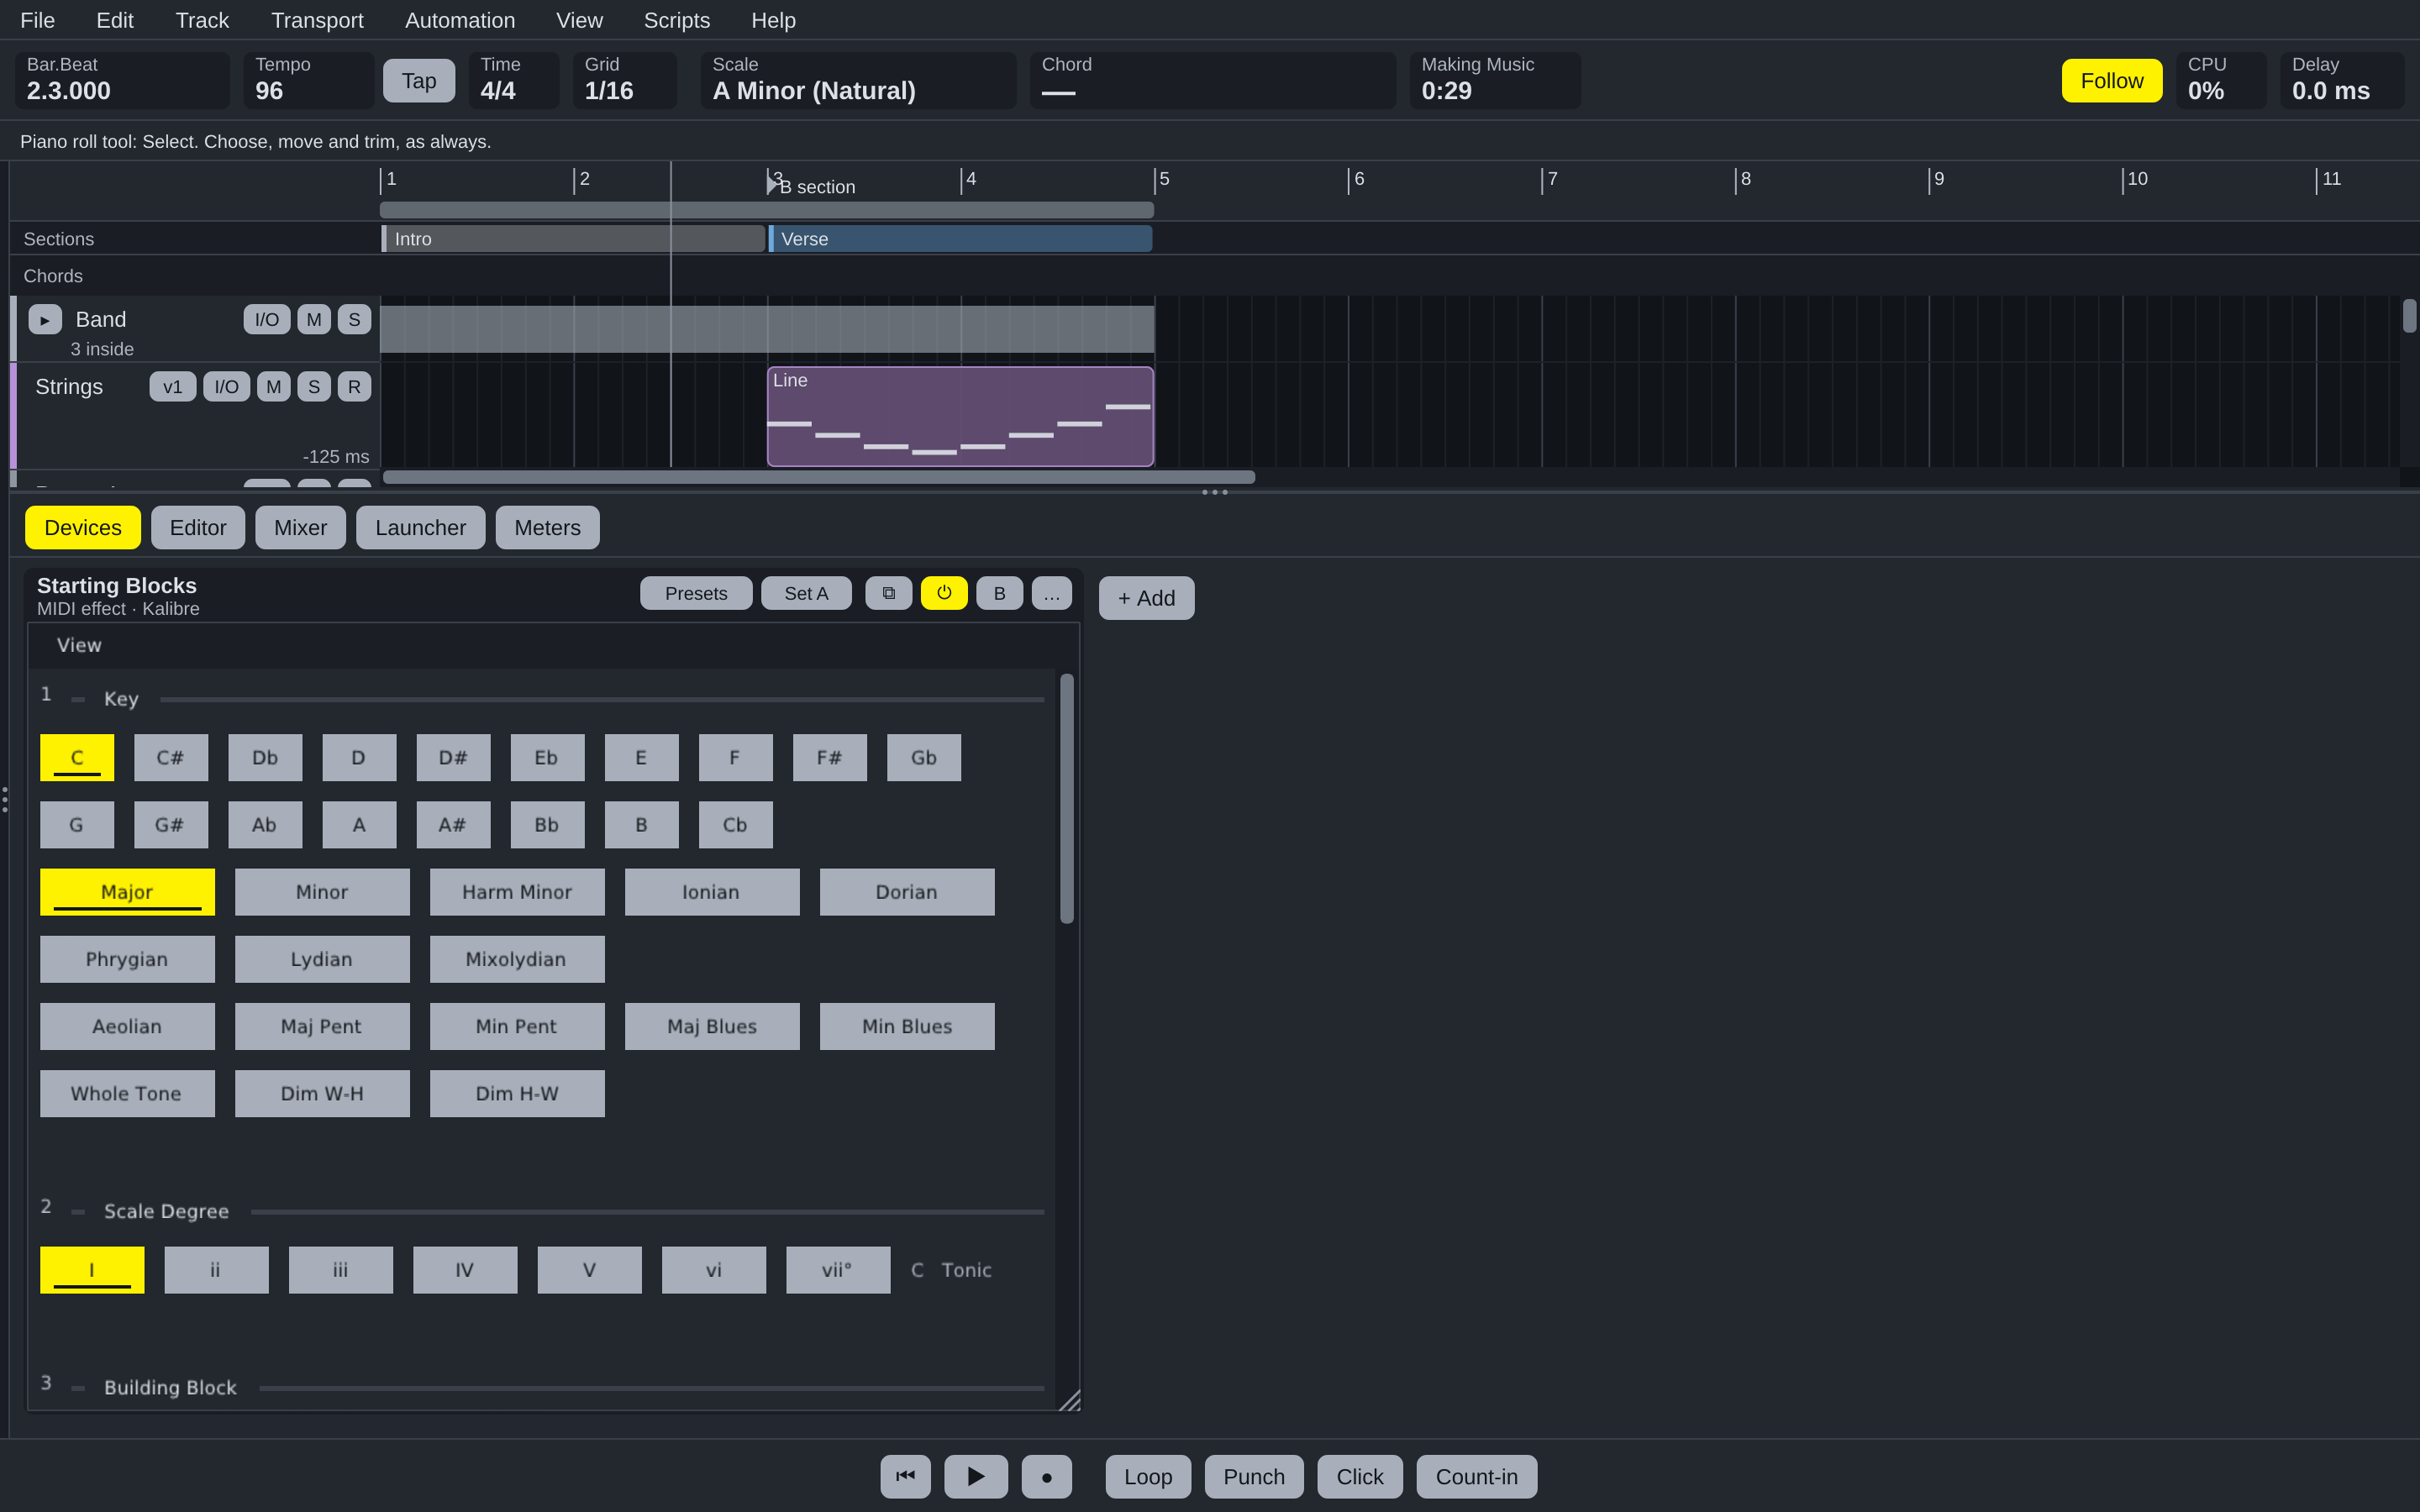 File Edit Track Transport Automation View Scripts Help
Bar.Beat Tempo Time Grid Scale Chord Making Music CPU Delay
2.3.000 96 Tap 4/4 1/16 A Minor (Natural) — 0:29 Follow 0% 0.0 ms
Piano roll tool: Select. Choose, move and trim, as always.
1 2 3 4 5 6 7 8 9 10 11
B section
Sections Intro Verse
Chords
Band I/O M S
3 inside
Strings v1 I/O M S R Line
-125 ms
Devices Editor Mixer Launcher Meters
Starting Blocks Presets Set A B ... + Add
MIDI effect · Kalibre
View
1 Key
C C# Db D D# Eb E F F# Gb
G G# Ab A A# Bb B Cb
Major Minor Harm Minor Ionian Dorian
Phrygian Lydian Mixolydian
Aeolian Maj Pent Min Pent Maj Blues Min Blues
Whole Tone Dim W-H Dim H-W
2 Scale Degree
I ii iii IV V vi vii° C Tonic
3 Building Block
Loop Punch Click Count-in